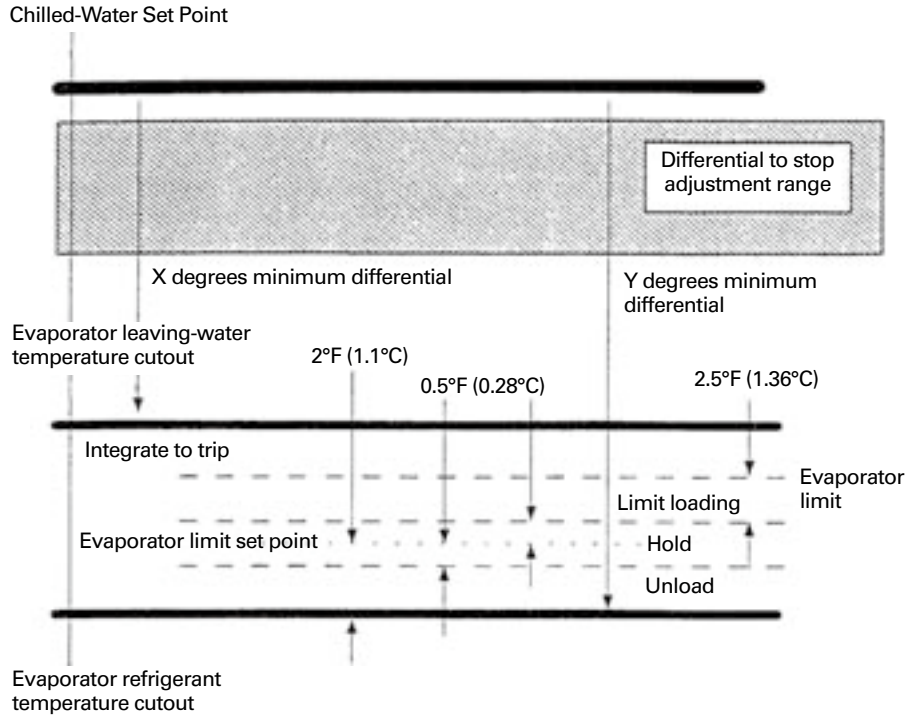 Chilled-Water Set Point
Differential to stop
adjustment range
X degrees minimum differential
Y degrees minimum
differential
Evaporator leaving-water
temperature cutout
2°F (1.1°C)
0.5°F (0.28°C)
2.5°F (1.36°C)
Integrate to trip
Evaporator
limit
Limit loading
Evaporator limit set point
Hold
Unload
Evaporator refrigerant
temperature cutout